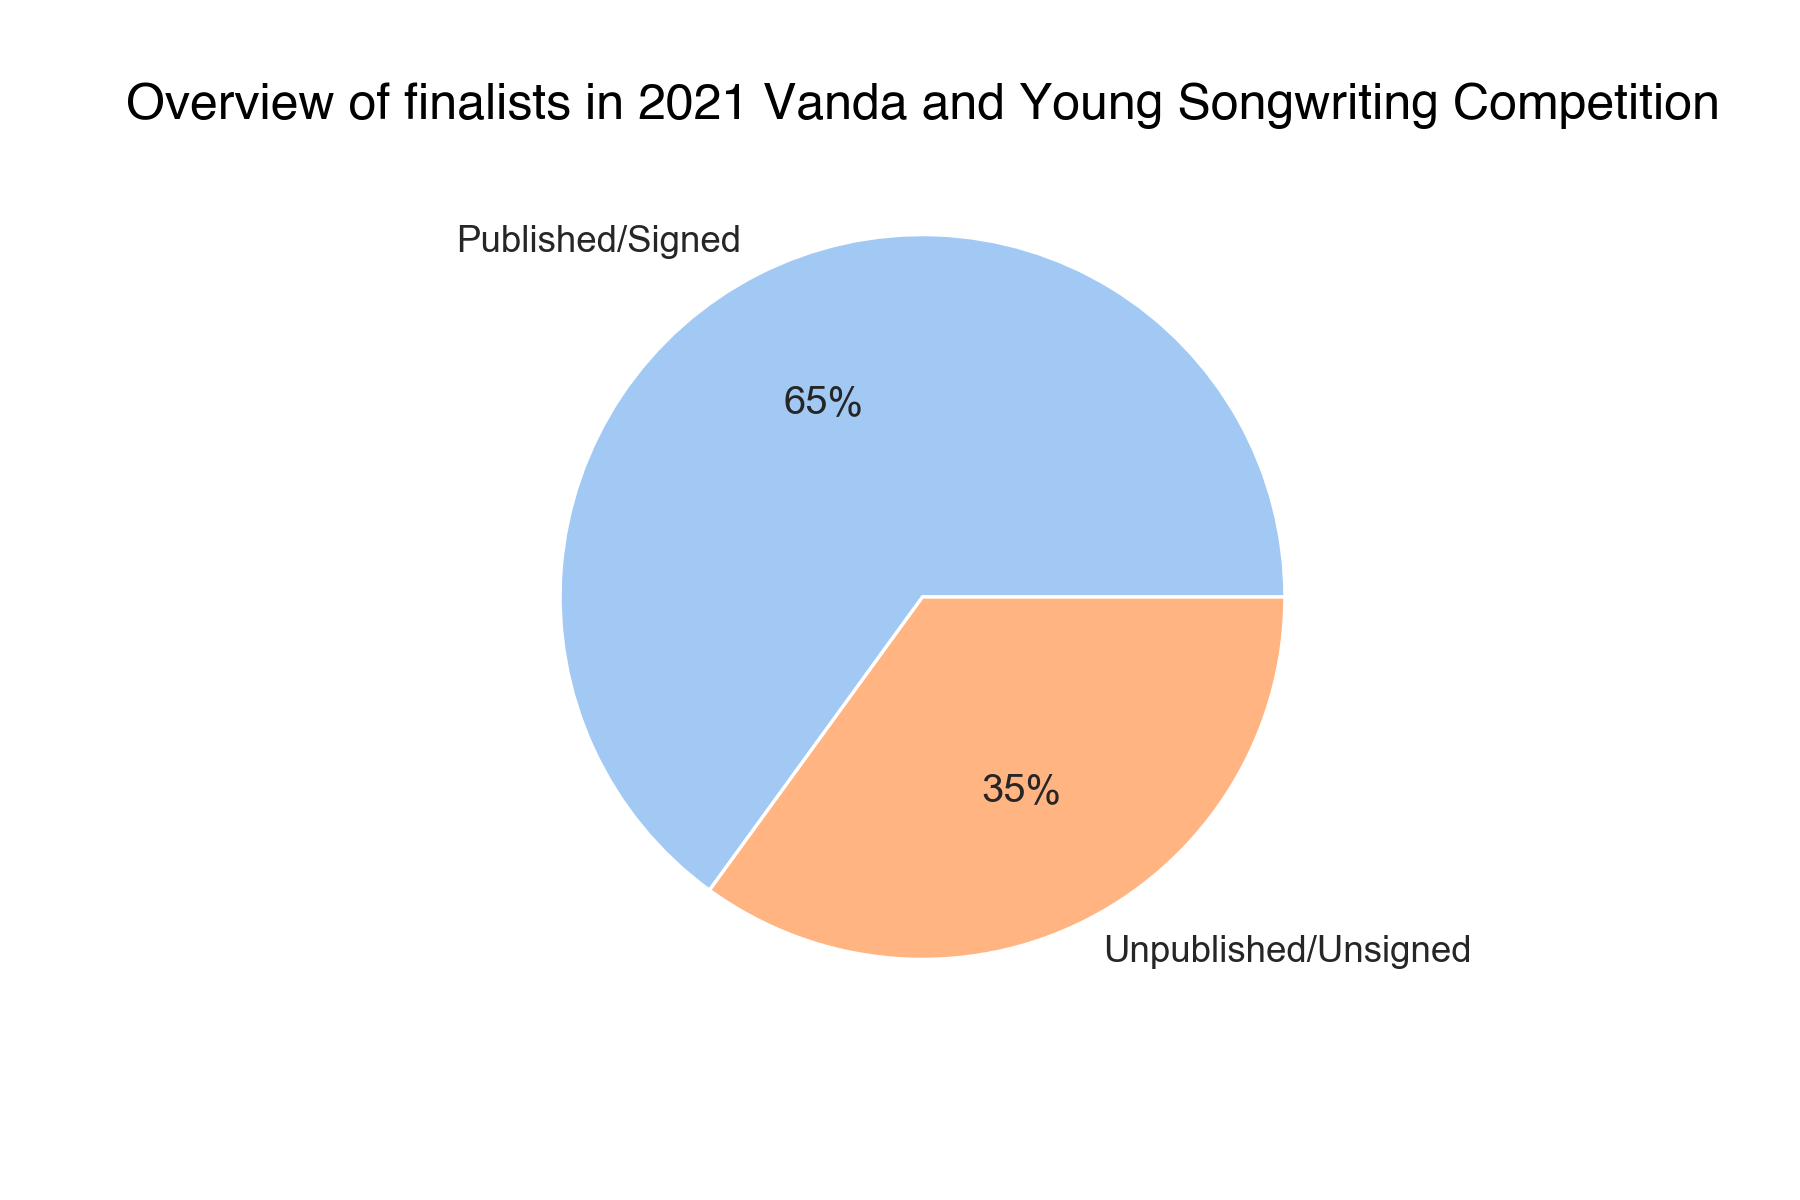 Overview of finalists in 2021 Vanda and Young Songwriting Competition
Published/Signed
65%
35%
Unpublished/Unsigned